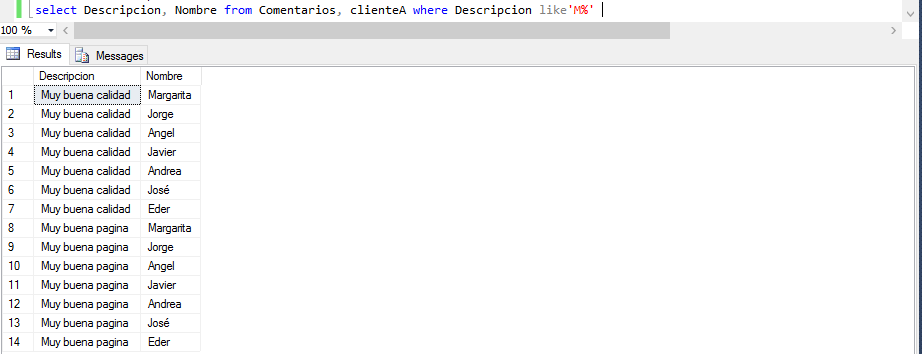 select Descripcion, Nombre from Comentarios, clienteA where Descripcion like'M%'
100 %
Results Messages
Descripcion Nombre
1 Muy buena calidad Margarita
2 Muy buena calidad Jorge
3 Muy buena calidad Angel
4 Muy buena calidad Javier
5 Muy buena calidad Andrea
6 Muy buena calidad José
7 Muy buena calidad Eder
8 Muy buena pagina Margarita
9 Muy buena pagina Jorge
10 Muy buena pagina Angel
11 Muy buena pagina Javier
12 Muy buena pagina Andrea
13 Muy buena pagina José
14 Muy buena pagina Eder